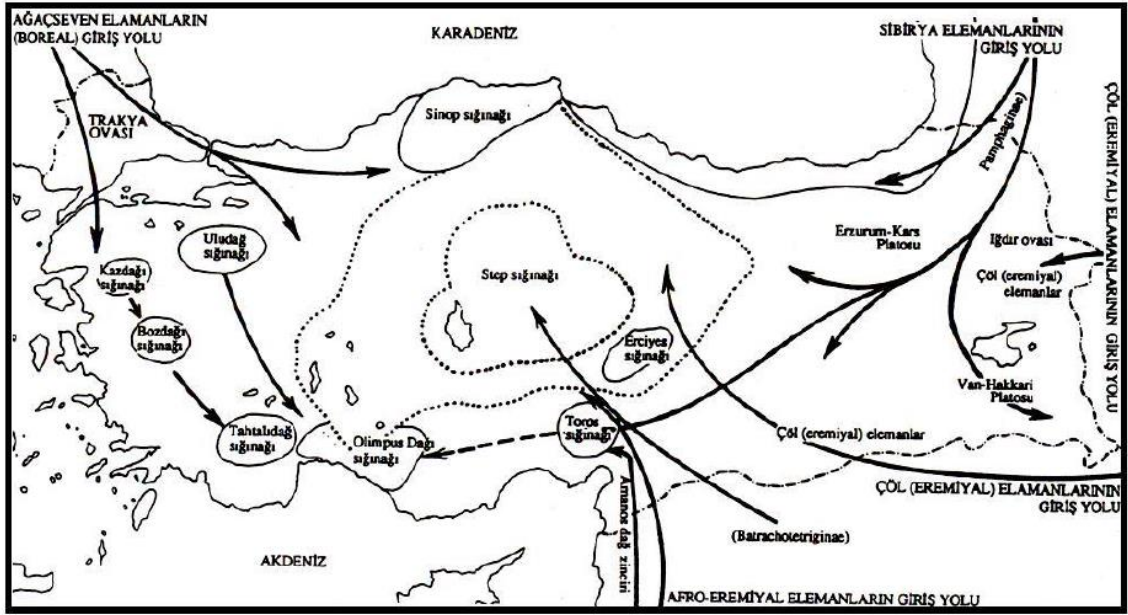 AĞAÇSEVEN ELAMANLARIN
(BOREAL) GİRİŞ YOLU
KARADENİZ
SİBİRYA ELEMANLARININ
GİRİŞ YOLU
ÇÖL (EREMİYAL) ELAMANLARININ GİRİŞ YOLU
TRAKYA
OVASI
Sinop sığınağı
Pamphaginae)
Uludağ
sığınağı
Erzurum-Kars
Platosu
Iğdır ovası
Kazdağı
sığınağı
Step sığınağı
Çöl (eremiyal)
elemanlar
Bozdağı
sığınağı
Erciyes
sığınağı
Van-Hakkari
Platosu
Tahtalıdağ
sığınağı
Olimpus Dağı
sığınağı
Toros
sığınağı
Çöl (eremiyal) elemanlar
ÇÖL (EREMİYAL) ELAMANLARININ
GİRİŞ YOLU
Amanos dağ zinciri
(Batrachotetriginae)
AKDENİZ
AFRO-EREMİYAL ELEMANLARIN GİRİŞ YOLU